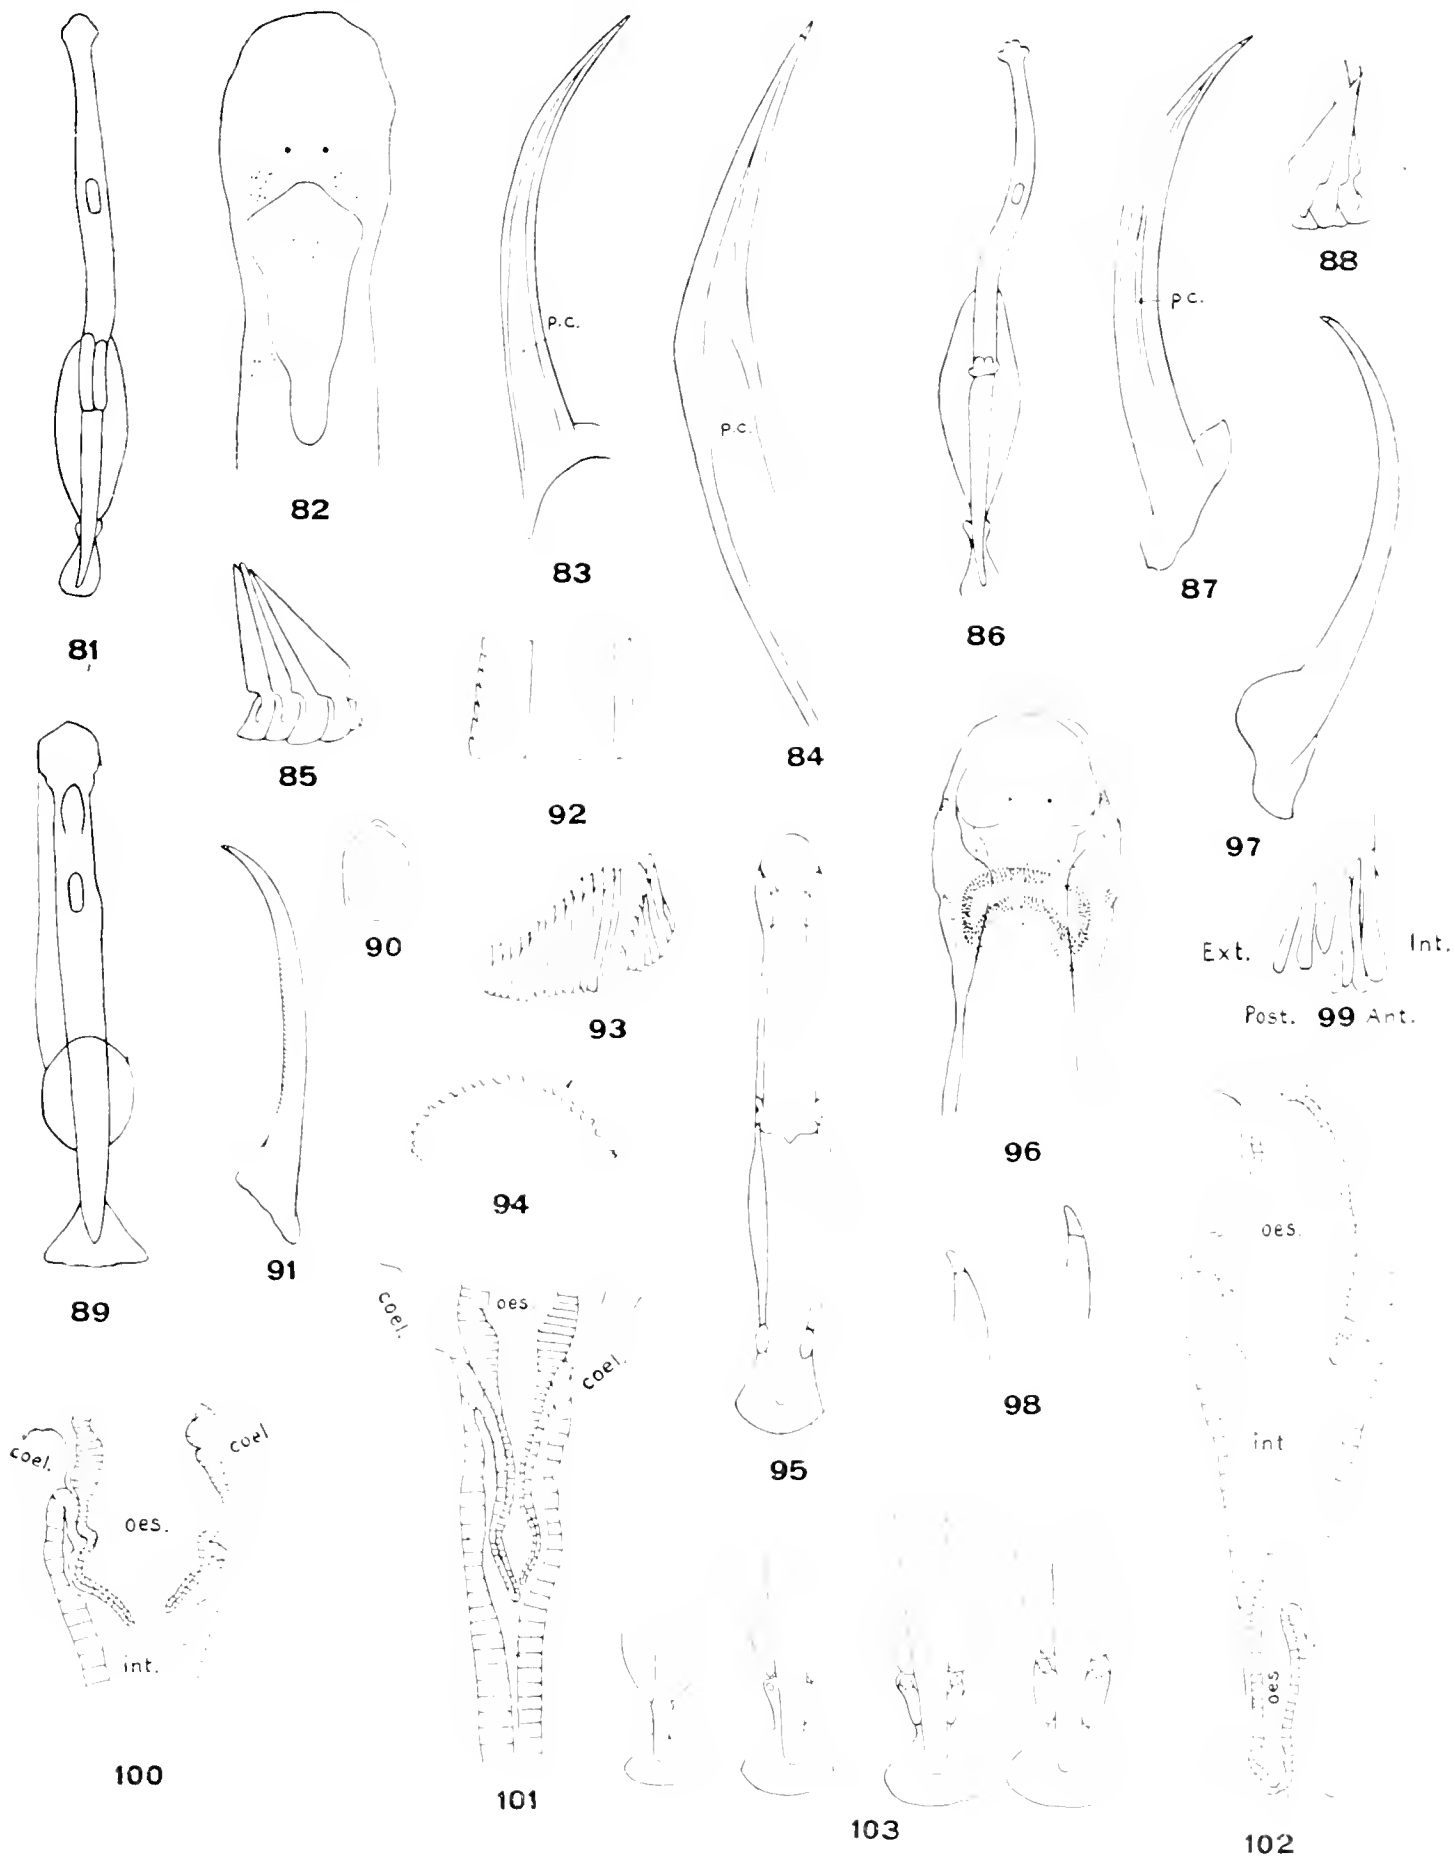 p.c.
p.c.
p.c.
88
82
83
87
81
86
85
84
92
97
90
93
Ext.
Int.
Post.
99
Ant.
94
96
91
oes.
89
coel.
oes.
coel.
98
coel.
coel
int
95
oes.
int.
oes
100
101
103
102